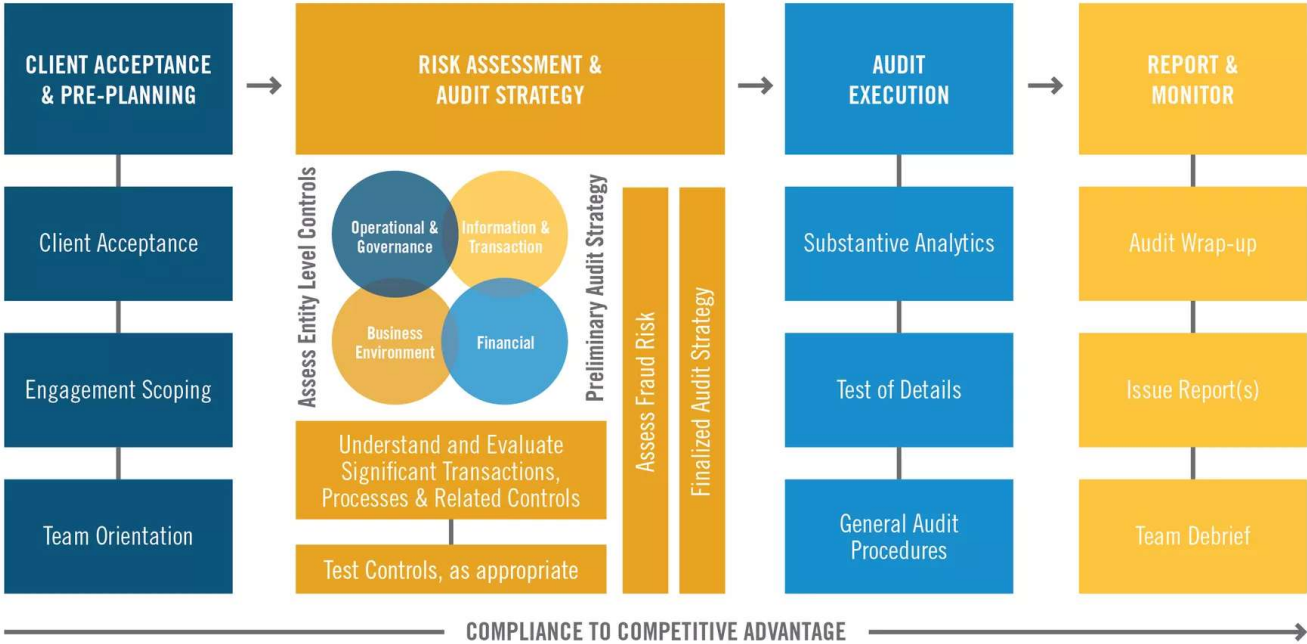 CLIENT ACCEPTANCE
& PRE-PLANNING
Client Acceptance
Engagement Scoping
Team Orientation
RISK ASSESSMENT &
AUDIT STRATEGY
Assess Entity Level Controls
Operational &
Governance
Information &
Transaction
Business
Environment
Financial
Preliminary Audit Strategy
Understand and Evaluate
Significant Transactions,
Processes & Related Controls
Test Controls, as appropriate
Assess Fraud Risk
Finalized Audit Strategy
AUDIT
EXECUTION
Substantive Analytics
Test of Details
General Audit
Procedures
REPORT &
MONITOR
Audit Wrap-up
Issue Report(s)
Team Debrief
COMPLIANCE TO COMPETITIVE ADVANTAGE